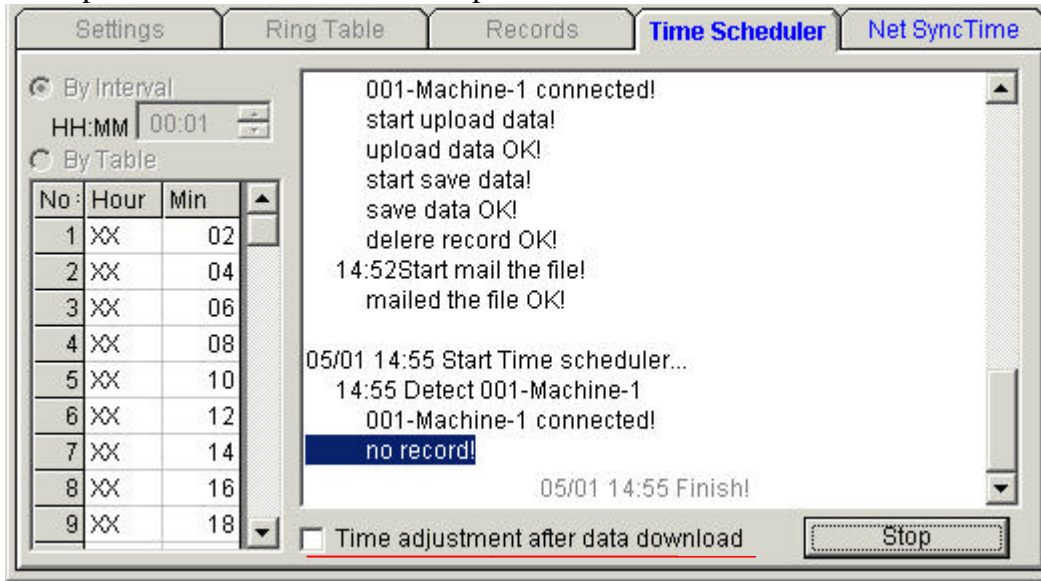 Settings Ring Table Records Time Scheduler Net SyncTime
By Interval
HH:MM 00:01
By Table
No Hour Min
1 XX 02
2 XX 04
3 XX 06
4 XX 08
5 XX 10
6 XX 12
7 XX 14
8 XX 16
9 XX 18
001-Machine-1 connected!
start upload data!
upload data OK!
start save data!
save data OK!
delere record OK!
14:52Start mail the file!
mailed the file OK!
05/01 14:55 Start Time scheduler...
14:55 Detect 001-Machine-1
001-Machine-1 connected!
no record!
05/01 14:55 Finish!
Time adjustment after data download
Stop